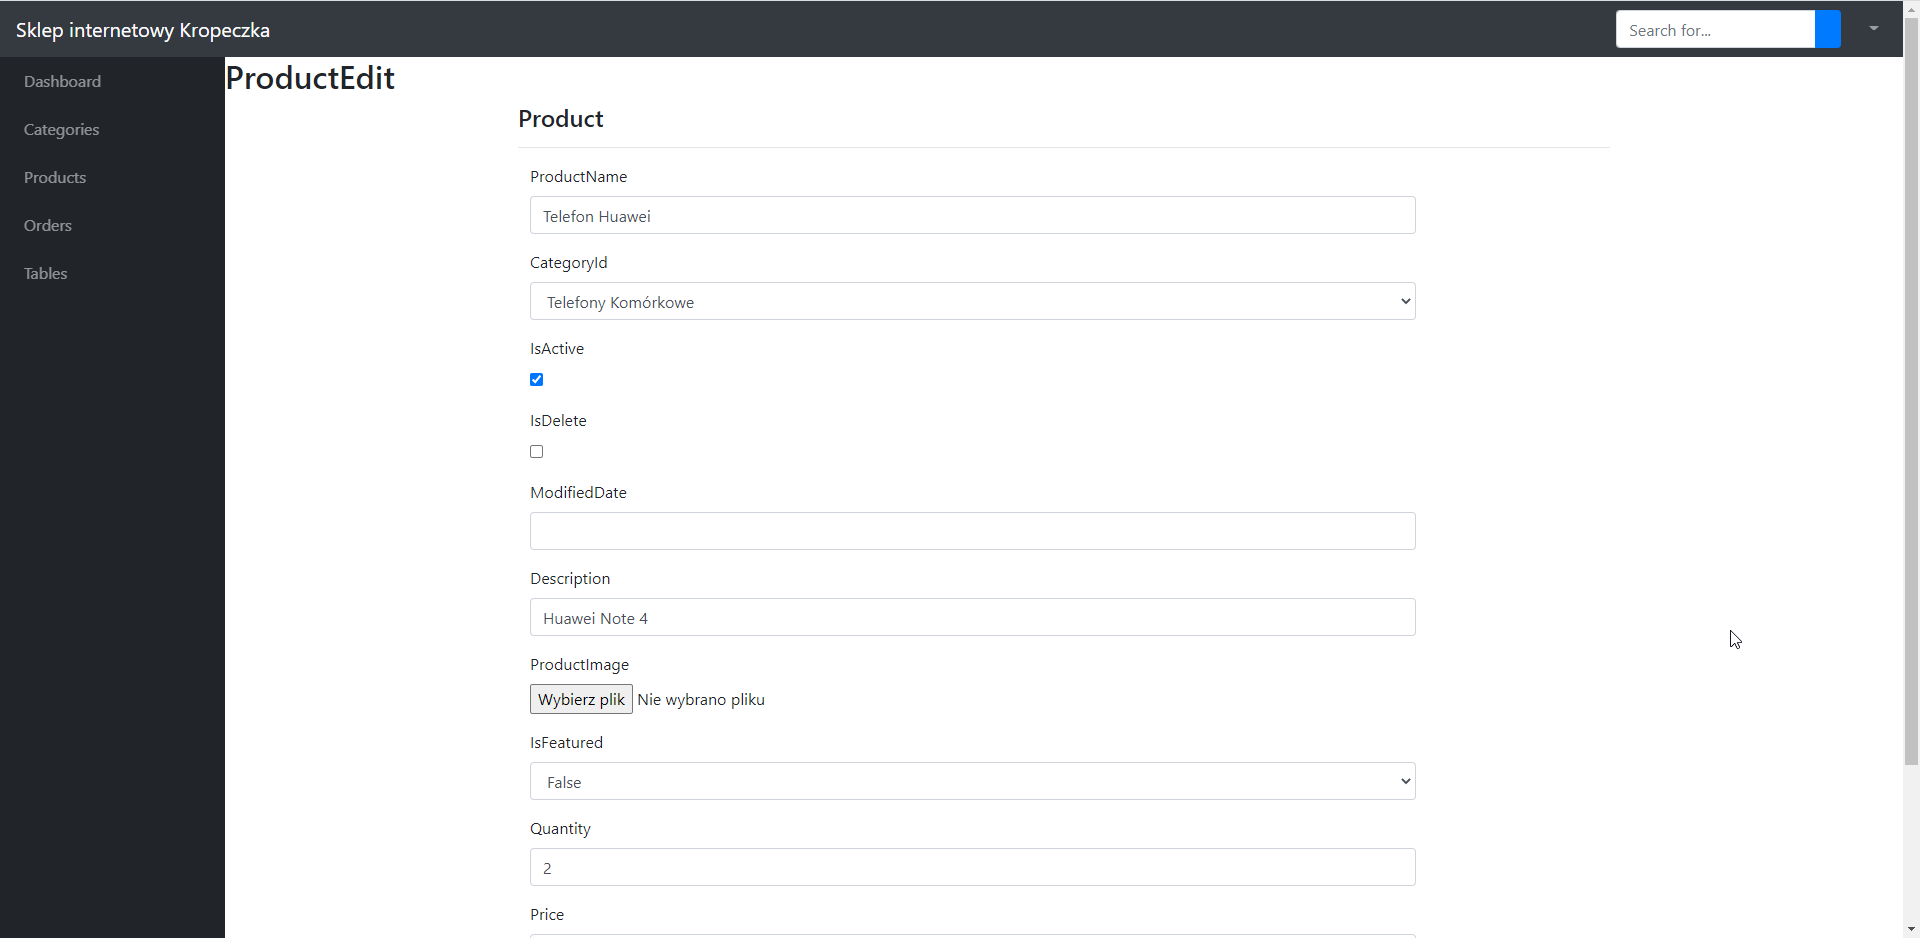 Sklep internetowy Kropeczka
Search for...
Dashboard
Categories
Products
Orders
Tables
ProductEdit
Product
ProductName
Telefon Huawei
CategoryId
Telefony Komórkowe
IsActive
IsDelete
ModifiedDate
Description
Huawei Note 4
ProductImage
Wybierz plik Nie wybrano pliku
IsFeatured
False
Quantity
2
Price